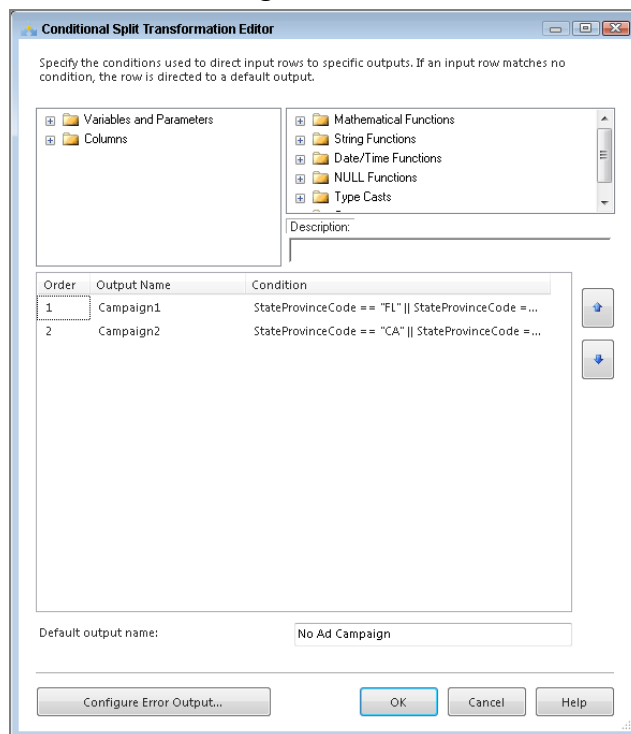 Conditional Split Transformation Editor
Specify the conditions used to direct input rows to specific outputs. If an input row matches no
condition, the row is directed to a default output.
Variables and Parameters
Columns
Mathematical Functions
String Functions
Date/Time Functions
NULL Functions
Type Casts
Description:
Order Output Name Condition
1 Campaign1 StateProvinceCode == "FL" || StateProvinceCode =...
2 Campaign2 StateProvinceCode == "CA" || StateProvinceCode =...
Default output name: No Ad Campaign
Configure Error Output... OK Cancel Help